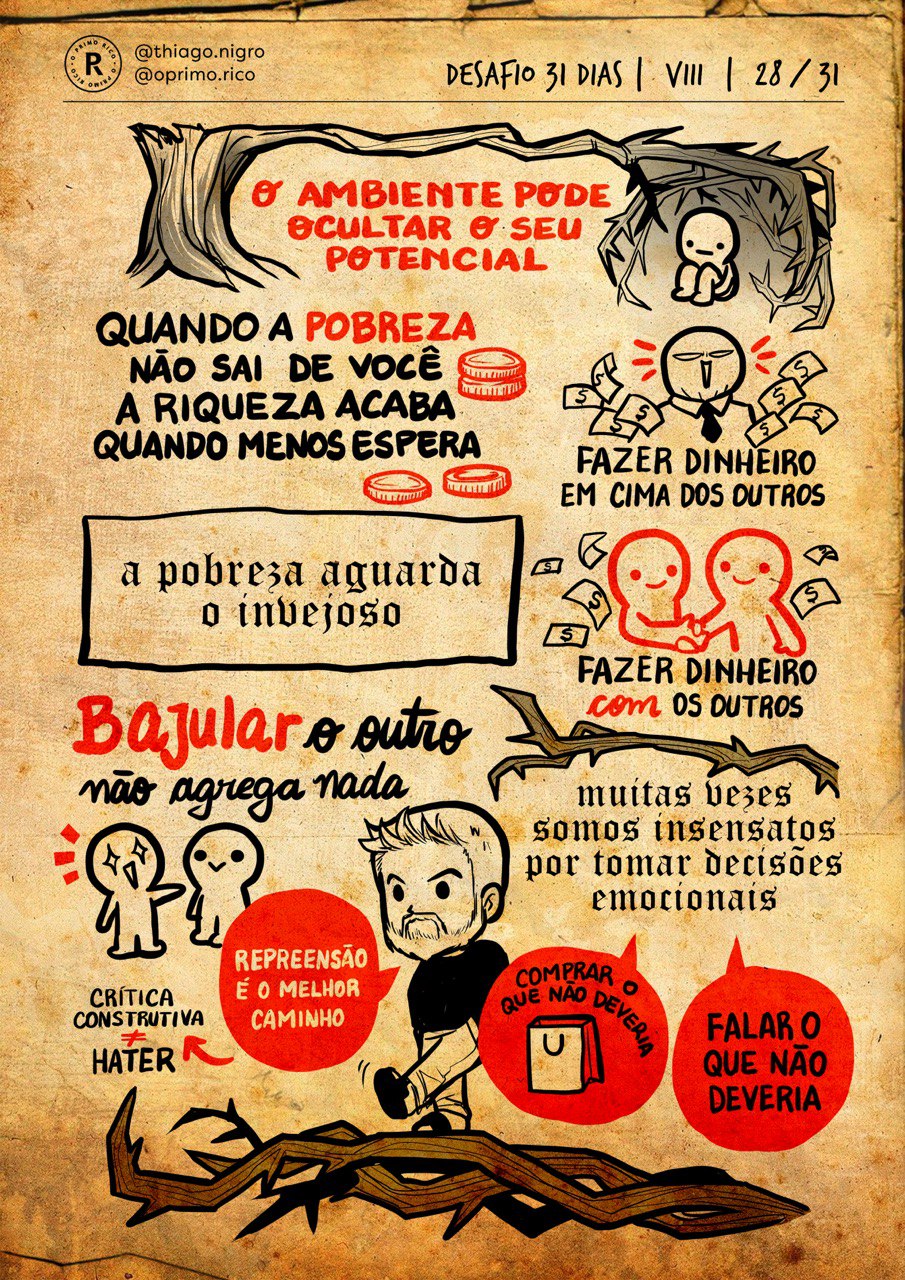 R
O PRIMO RICO · O PRIMO RICO ·
@thiago.nigro
@oprimo.rico
DESAFIO 31 DIAS | VIII | 28 / 31
O AMBIENTE PODE
OCULTAR O SEU
POTENCIAL
QUANDO A POBREZA
NÃO SAI DE VOCÊ
A RIQUEZA ACABA
QUANDO MENOS ESPERA
$ $ $ $ $ $
FAZER DINHEIRO
EM CIMA DOS OUTROS
a pobreza aguarda
o invejoso
$ $ $ $
FAZER DINHEIRO
com OS OUTROS
Bajular o outro
não agrega nada
muitas vezes
somos insensatos
por tomar decisões
emocionais
REPREENSÃO
É O MELHOR
CAMINHO
CRÍTICA
CONSTRUTIVA
≠
HATER
COMPRAR O
QUE NÃO DEVERIA
FALAR O
QUE NÃO
DEVERIA